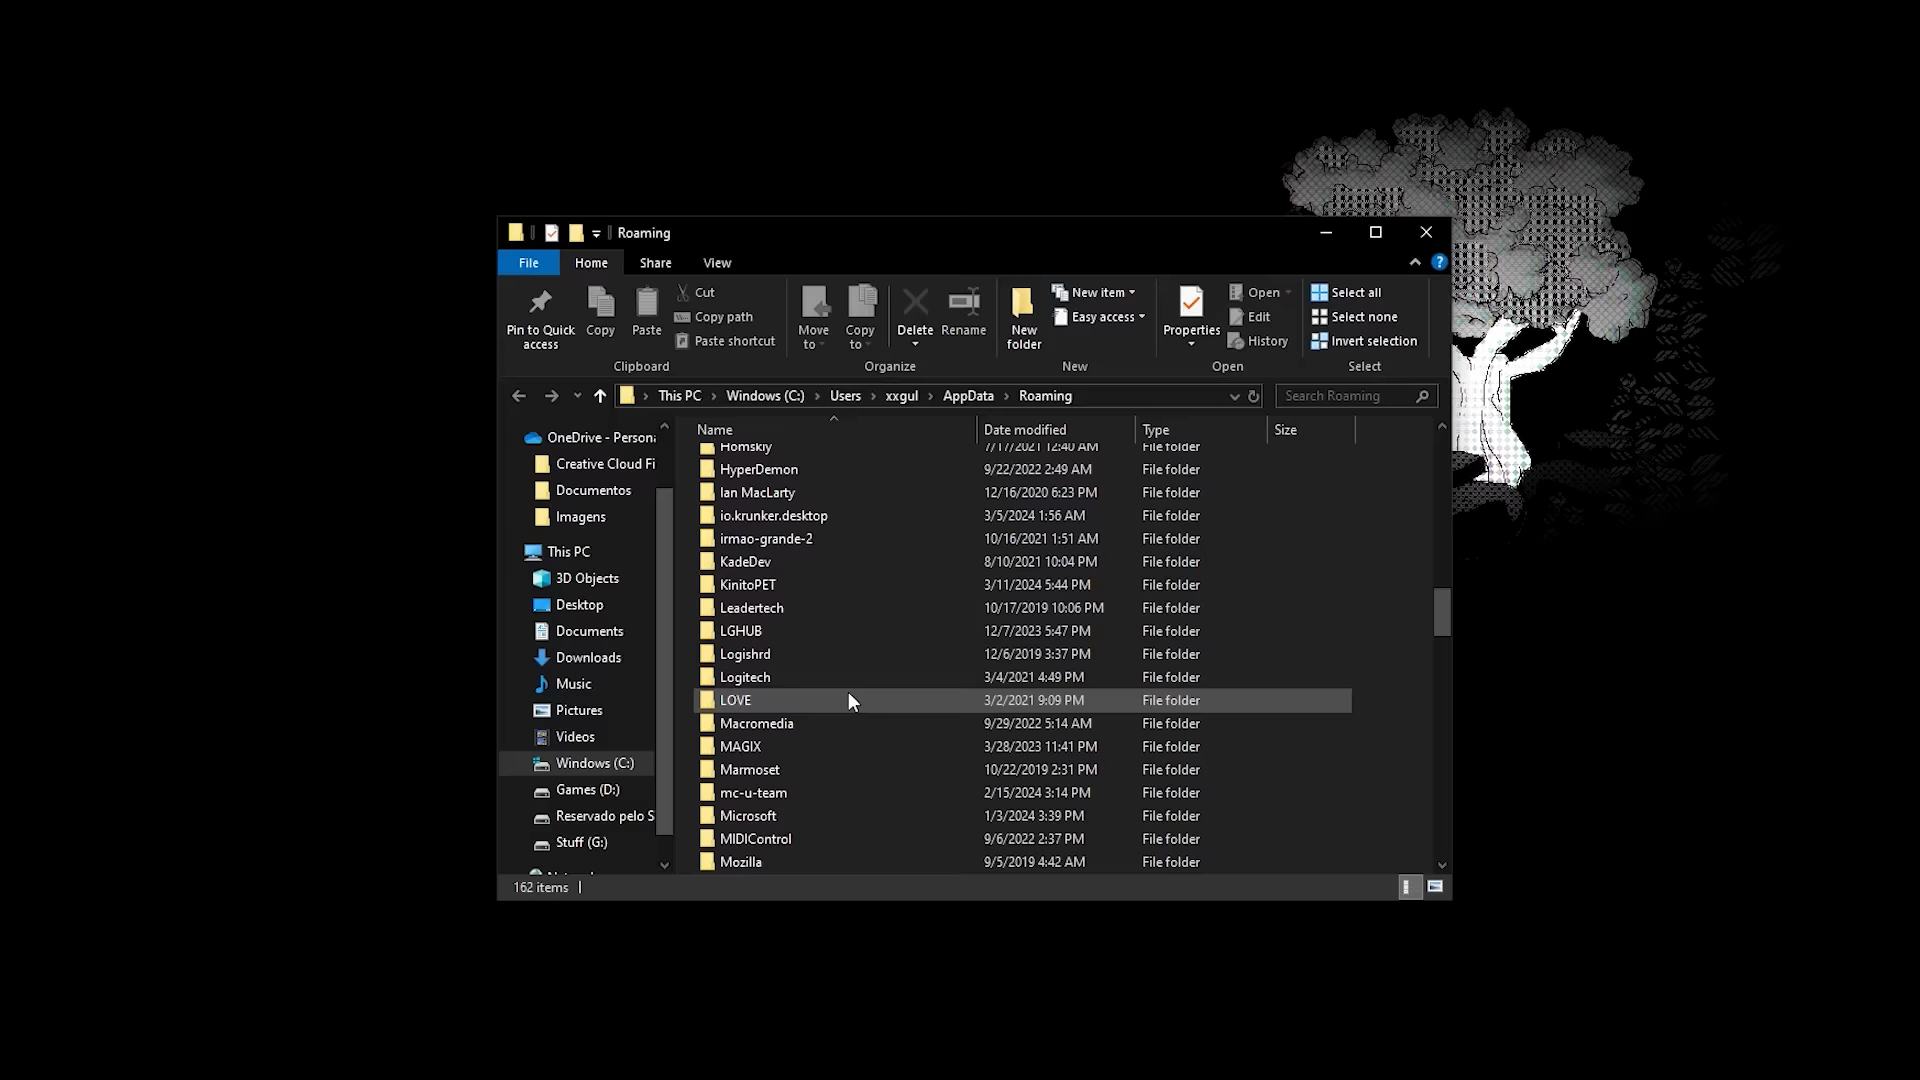 Roaming
File Home Share View
Pin to Quick access
Copy
Paste
Cut
Copy path
Paste shortcut
Clipboard
Move to
Copy to
Delete
Rename
Organize
New folder
New item
Easy access
New
Properties
Open
Edit
History
Open
Select all
Select none
Invert selection
Select
This PC Windows (C:) Users xxgul AppData Roaming
Search Roaming
OneDrive - Persona
Creative Cloud Fi
Documentos
Imagens
This PC
3D Objects
Desktop
Documents
Downloads
Music
Pictures
Videos
Windows (C:)
Games (D:)
Reservado pelo S
Stuff (G:)
Name Date modified Type Size
Homskiy 7/17/2021 12:40 AM File folder
HyperDemon 9/22/2022 2:49 AM File folder
Ian MacLarty 12/16/2020 6:23 PM File folder
io.krunker.desktop 3/5/2024 1:56 AM File folder
irmao-grande-2 10/16/2021 1:51 AM File folder
KadeDev 8/10/2021 10:04 PM File folder
KinitoPET 3/11/2024 5:44 PM File folder
Leadertech 10/17/2019 10:06 PM File folder
LGHUB 12/7/2023 5:47 PM File folder
Logishrd 12/6/2019 3:37 PM File folder
Logitech 3/4/2021 4:49 PM File folder
LOVE 3/2/2021 9:09 PM File folder
Macromedia 9/29/2022 5:14 AM File folder
MAGIX 3/28/2023 11:41 PM File folder
Marmoset 10/22/2019 2:31 PM File folder
mc-u-team 2/15/2024 3:14 PM File folder
Microsoft 1/3/2024 3:39 PM File folder
MIDIControl 9/6/2022 2:37 PM File folder
Mozilla 9/5/2019 4:42 AM File folder
162 items